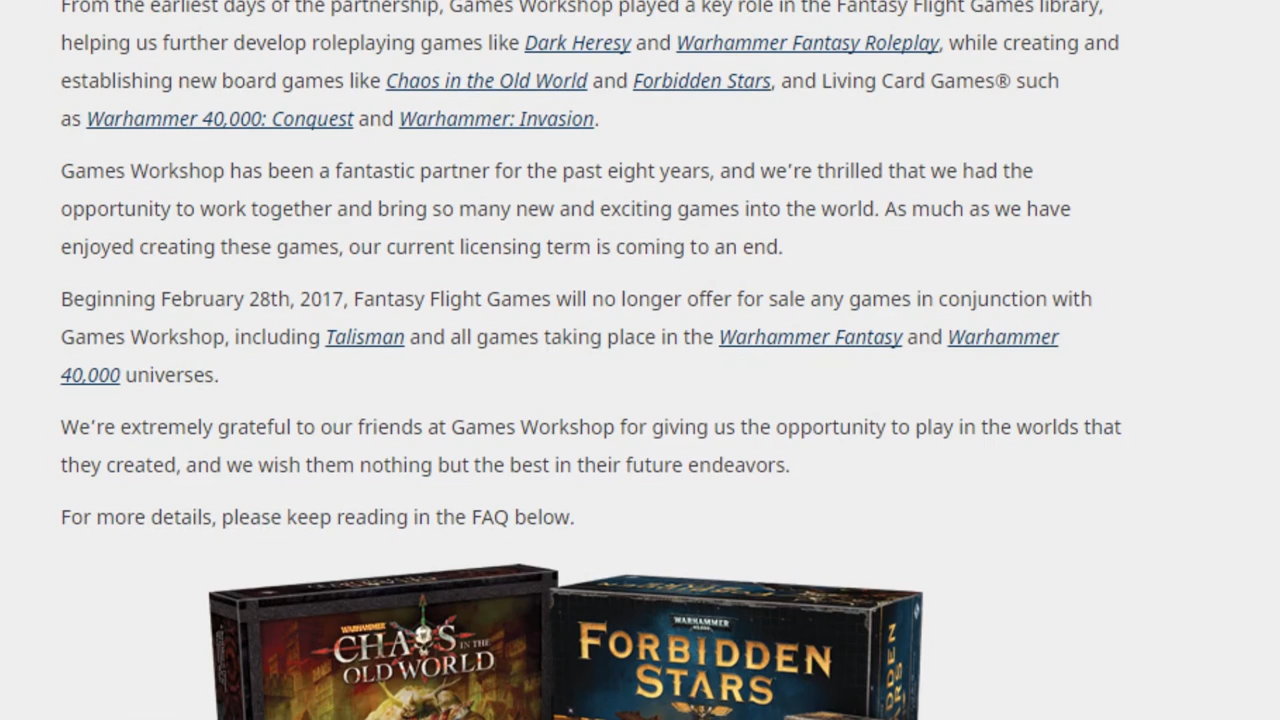 From the earliest days of the partnership, Games Workshop played a key role in the Fantasy Flight Games library,
helping us further develop roleplaying games like Dark Heresy and Warhammer Fantasy Roleplay, while creating and
establishing new board games like Chaos in the Old World and Forbidden Stars, and Living Card Games® such
as Warhammer 40,000: Conquest and Warhammer: Invasion.
Games Workshop has been a fantastic partner for the past eight years, and we're thrilled that we had the
opportunity to work together and bring so many new and exciting games into the world. As much as we have
enjoyed creating these games, our current licensing term is coming to an end.
Beginning February 28th, 2017, Fantasy Flight Games will no longer offer for sale any games in conjunction with
Games Workshop, including Talisman and all games taking place in the Warhammer Fantasy and Warhammer
40,000 universes.
We're extremely grateful to our friends at Games Workshop for giving us the opportunity to play in the worlds that
they created, and we wish them nothing but the best in their future endeavors.
For more details, please keep reading in the FAQ below.
WARHAMMER
CHAOS IN THE
OLD WORLD
WARHAMMER
FORBIDDEN
STARS